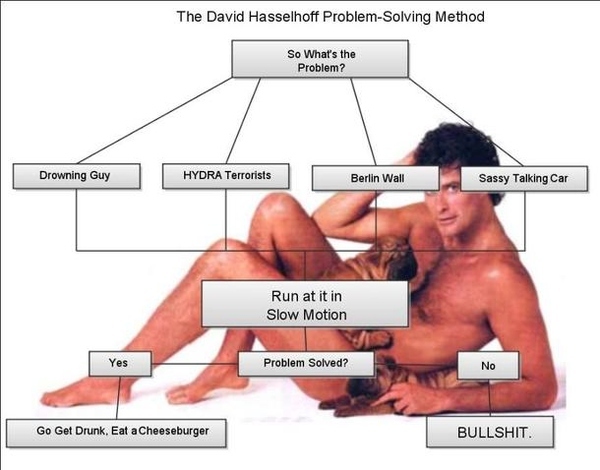 The David Hasselhoff Problem-Solving Method
So What's the
Problem?
Drowning Guy
HYDRA Terrorists
Berlin Wall
Sassy Talking Car
Run at it in
Slow Motion
Yes
Problem Solved?
No
Go Get Drunk, Eat a Cheeseburger
BULLSHIT.